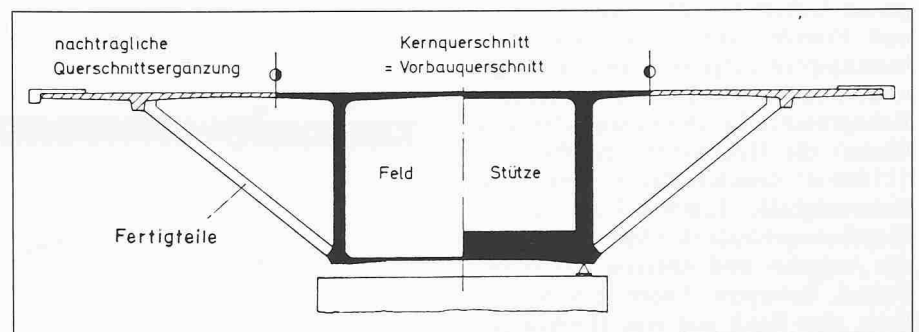 nachträgliche
Querschnittsergänzung
Kernquerschnitt
= Vorbauquerschnitt
Feld
Stütze
Fertigteile